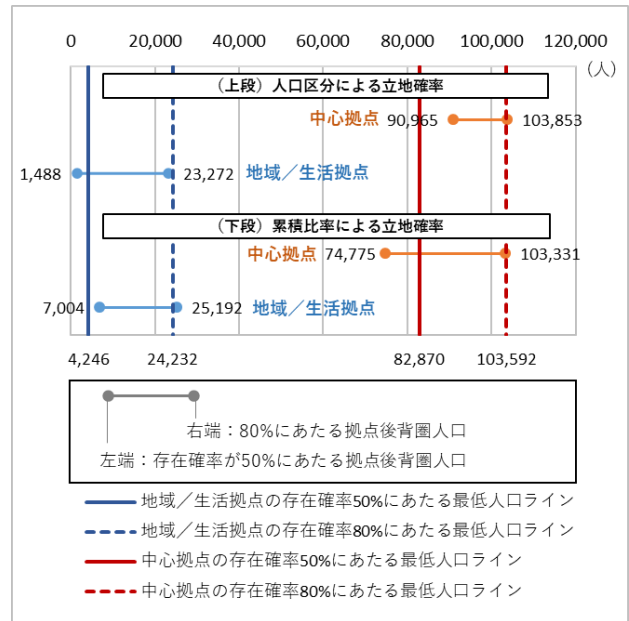 0 20,000 40,000 60,000 80,000 100,000 120,000
（人）
（上段）人口区分による立地確率
中心拠点 90,965 103,853
1,488 23,272 地域／生活拠点
（下段）累積比率による立地確率
中心拠点 74,775 103,331
7,004 25,192 地域／生活拠点
4,246 24,232 82,870 103,592
右端：80%にあたる拠点後背圏人口
左端：存在確率が50%にあたる拠点後背圏人口
地域／生活拠点の存在確率50%にあたる最低人口ライン
地域／生活拠点の存在確率80%にあたる最低人口ライン
中心拠点の存在確率50%にあたる最低人口ライン
中心拠点の存在確率80%にあたる最低人口ライン